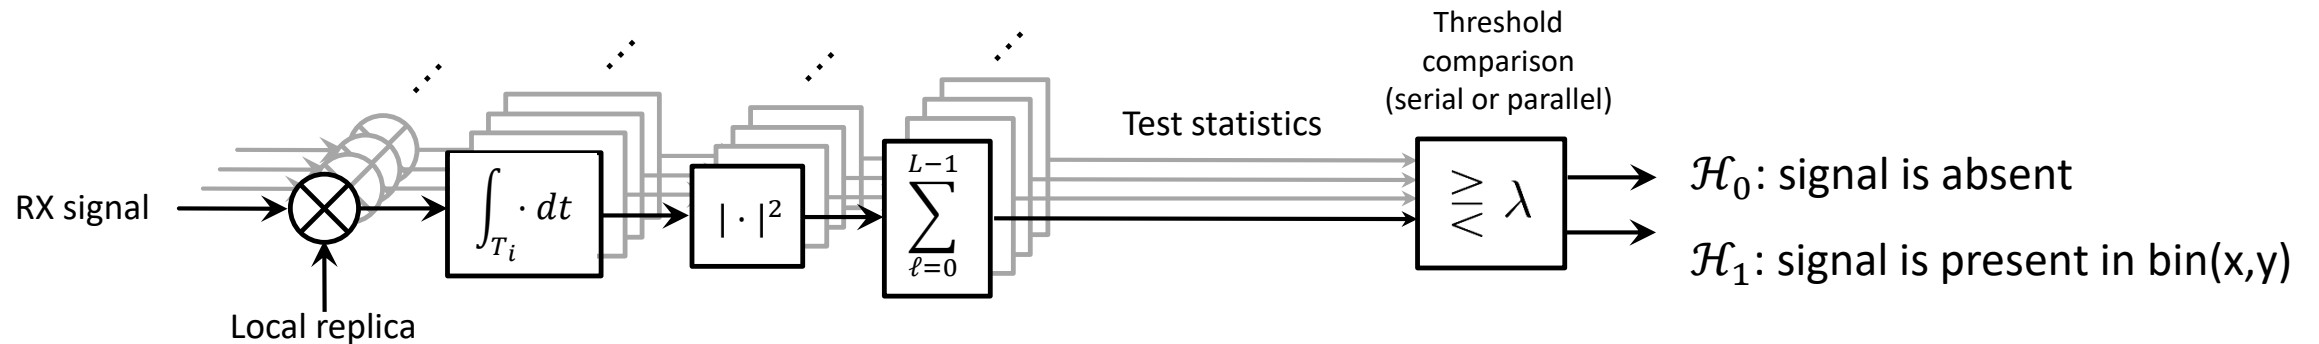 RX signal
Local replica
∫_{T_i} · dt
| · |²
L−1
∑
ℓ=0
Test statistics
Threshold
comparison
(serial or parallel)
≷ λ
ℋ₀: signal is absent
ℋ₁: signal is present in bin(x,y)